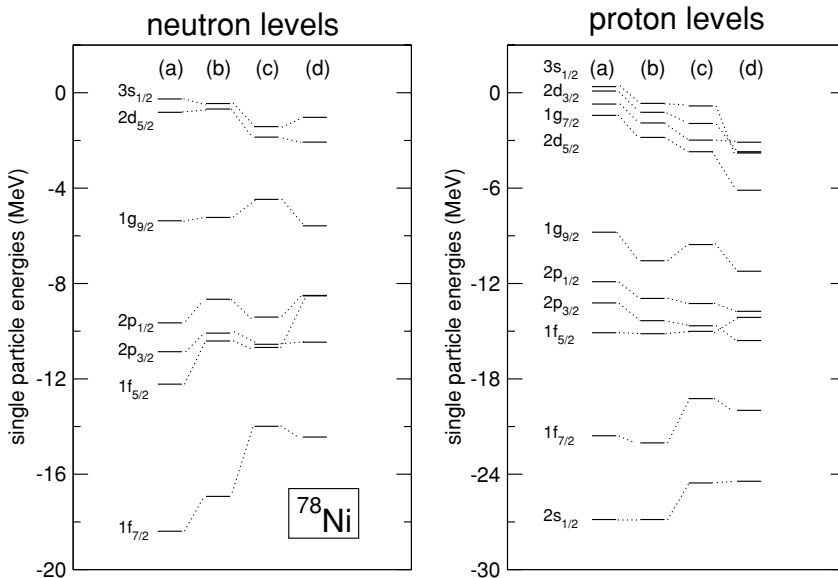 neutron levels
single particle energies (MeV)
0
-4
-8
-12
-16
-20
(a) (b) (c) (d)
3s1/2
2d5/2
1g9/2
2p1/2
2p3/2
1f5/2
1f7/2
78Ni
proton levels
single particle energies (MeV)
0
-6
-12
-18
-24
-30
(a) (b) (c) (d)
3s1/2
2d3/2
1g7/2
2d5/2
1g9/2
2p1/2
2p3/2
1f5/2
1f7/2
2s1/2